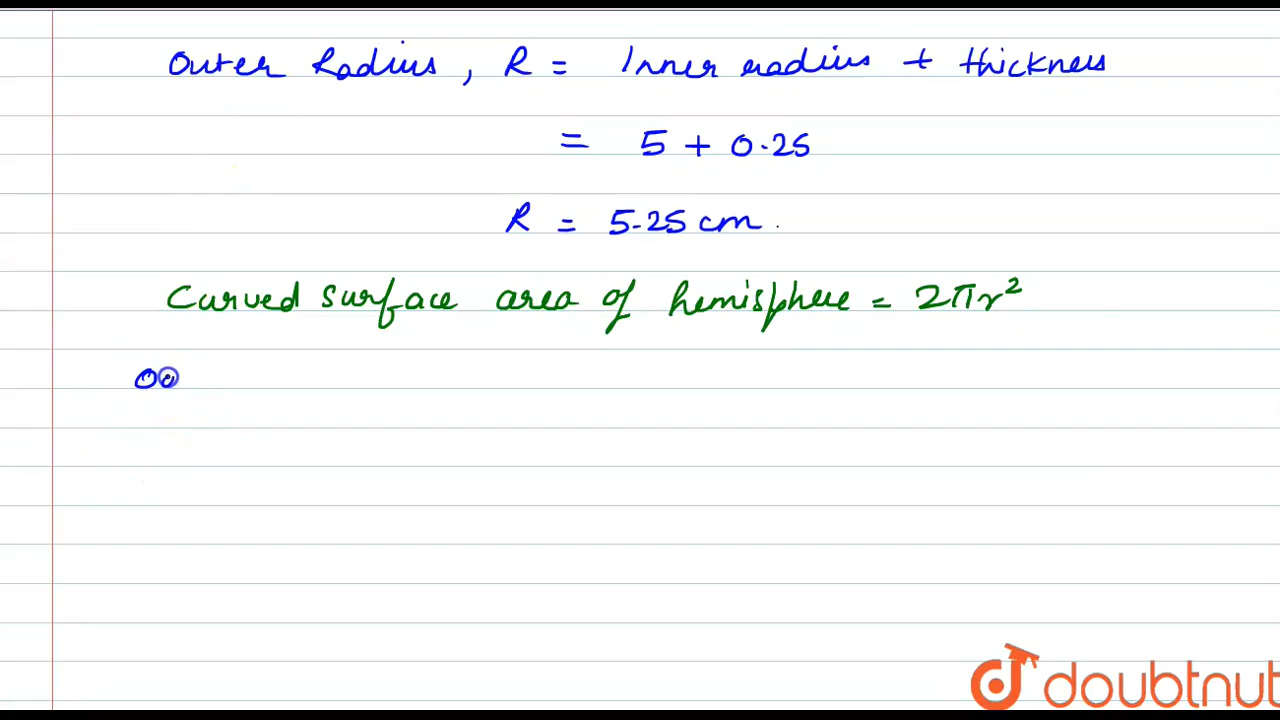 Outer Radius, R = Inner radius + thickness
= 5 + 0.25
R = 5.25 cm.
Curved surface area of hemisphere = 2πr²
doubtnut